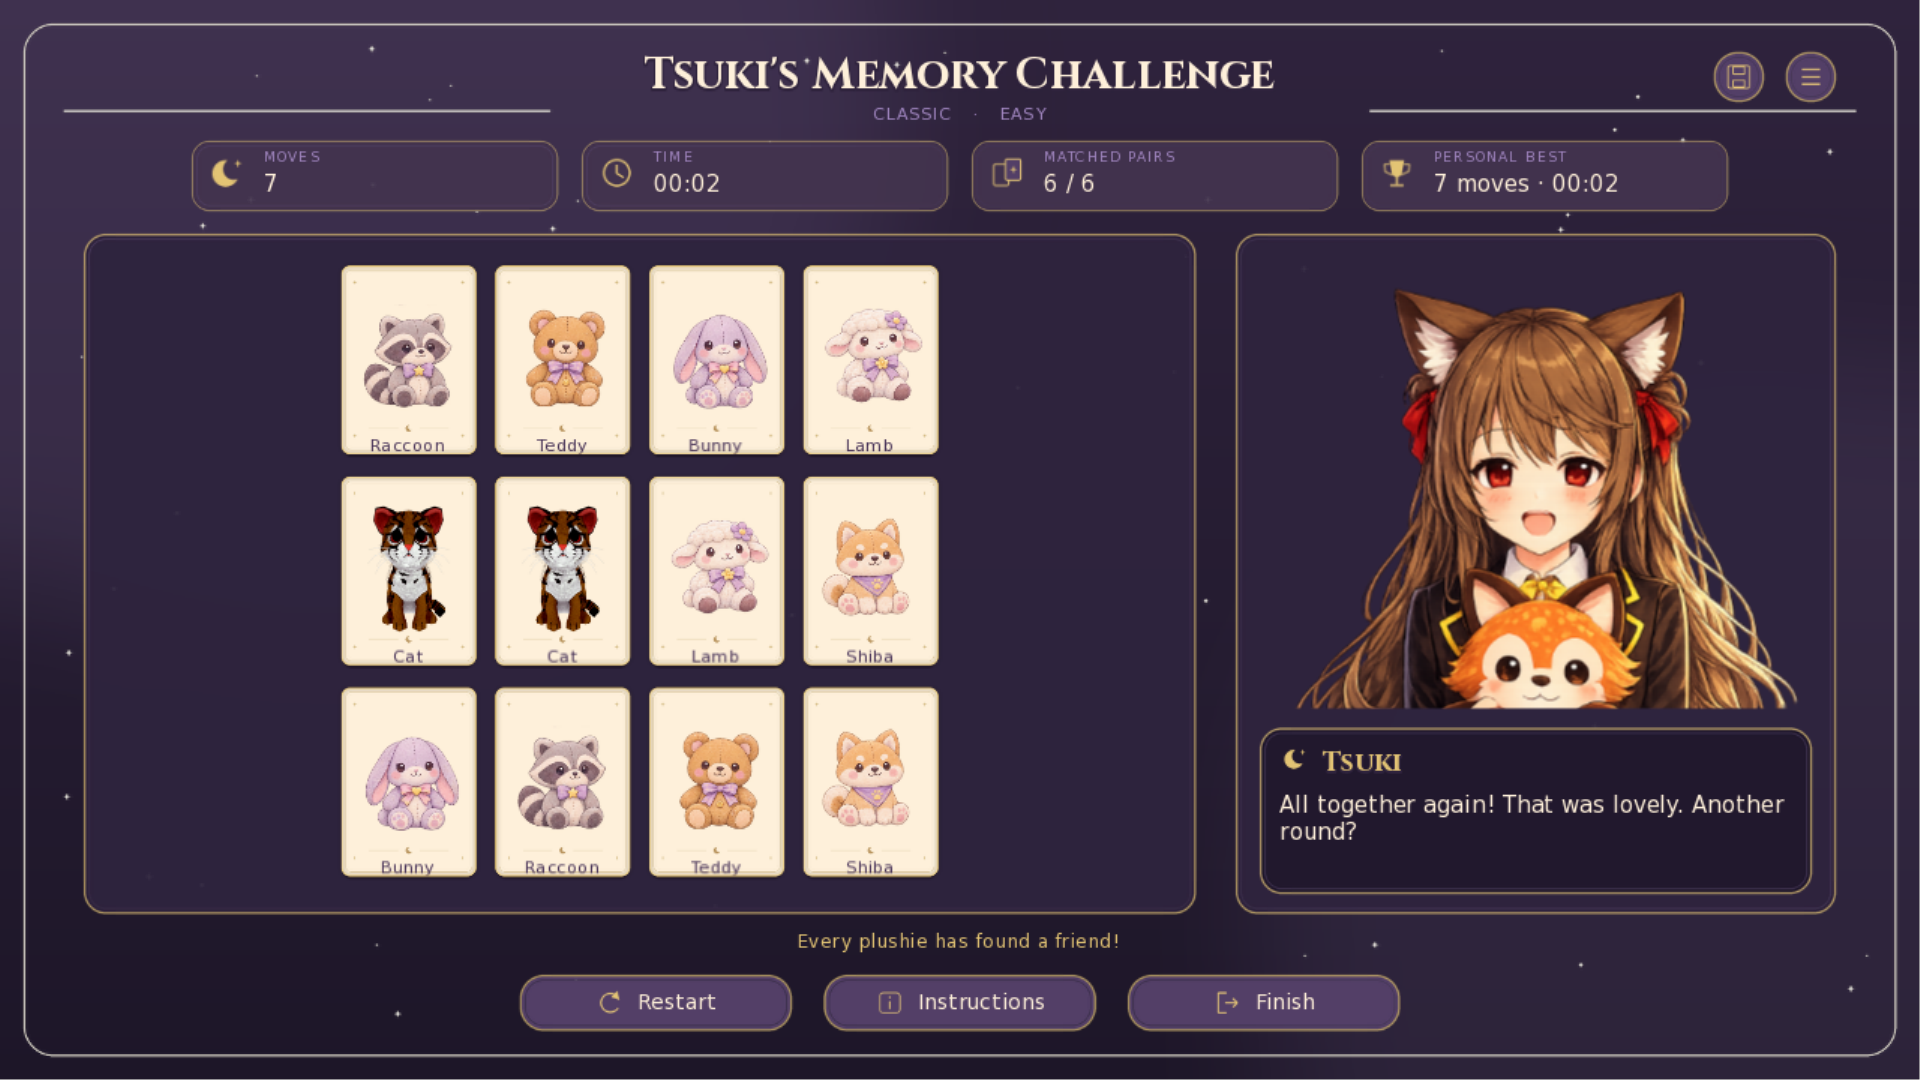 TSUKI'S MEMORY CHALLENGE
CLASSIC · EASY
MOVES
7
TIME
00:02
MATCHED PAIRS
6 / 6
PERSONAL BEST
7 moves · 00:02
Raccoon
Teddy
Bunny
Lamb
Cat
Cat
Lamb
Shiba
Bunny
Raccoon
Teddy
Shiba
TSUKI
All together again! That was lovely. Another
round?
Every plushie has found a friend!
Restart
Instructions
Finish